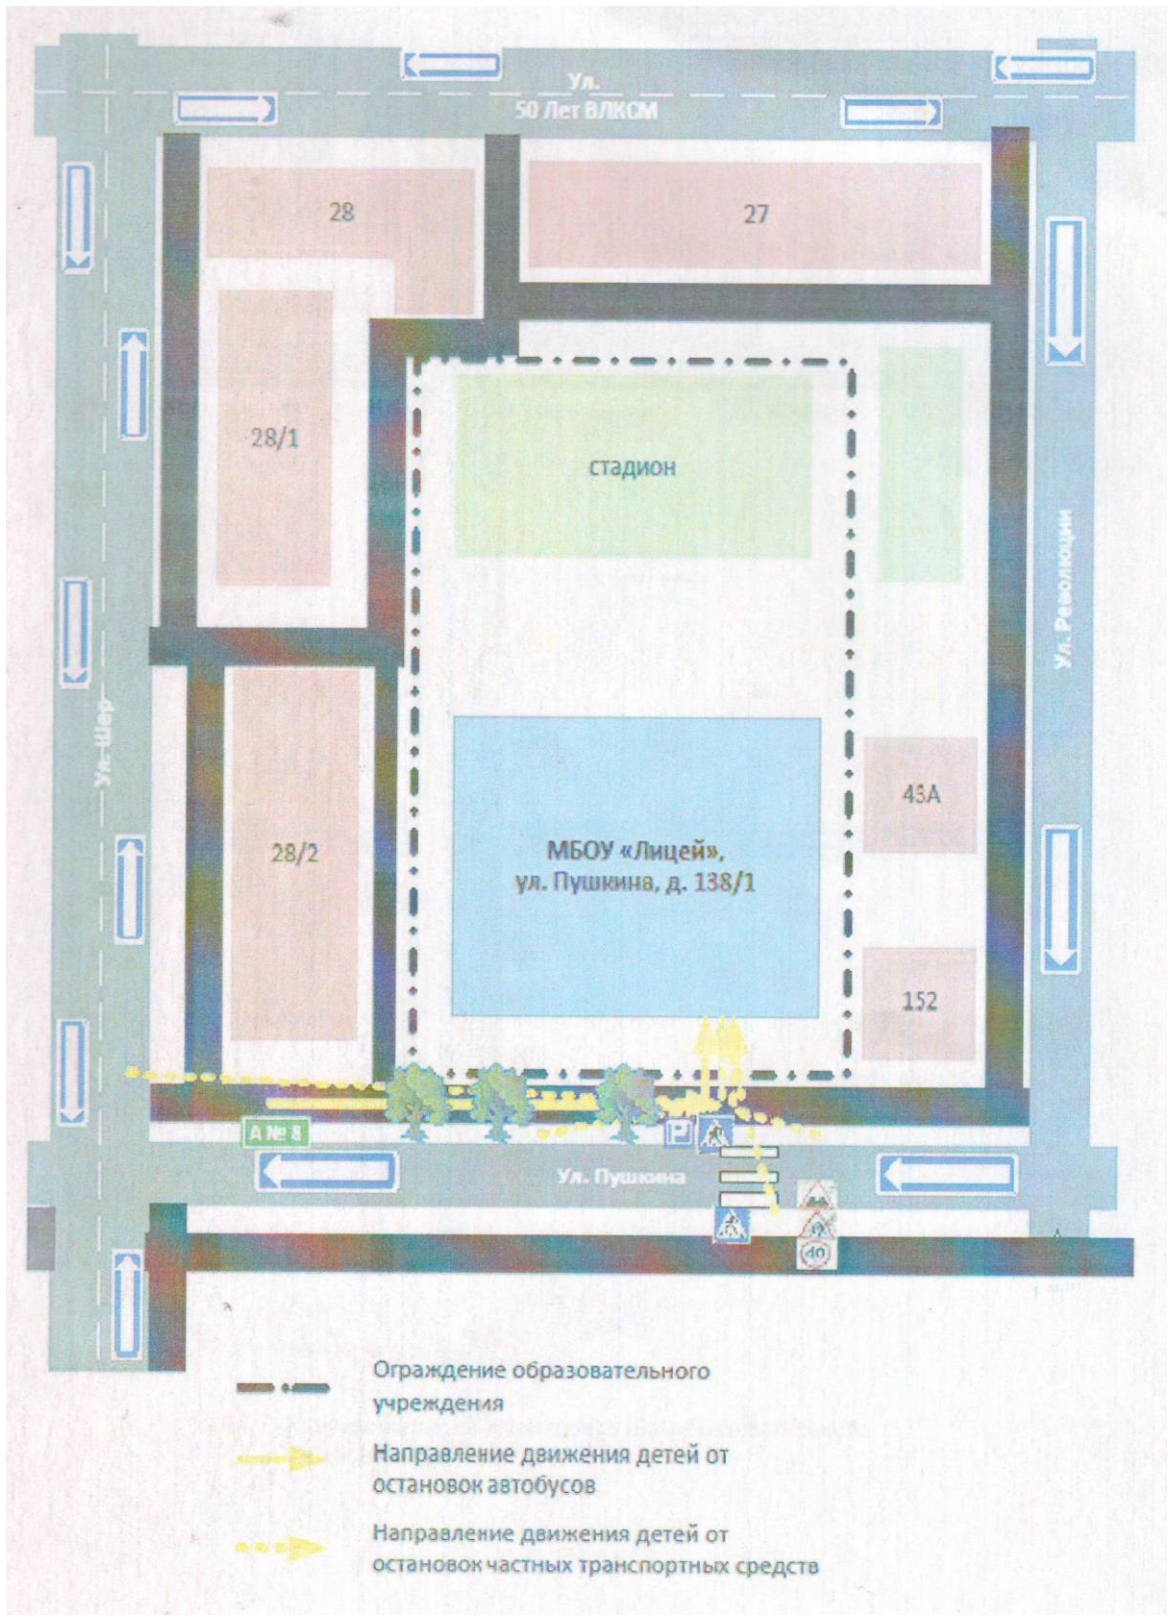 Ул.
50 Лет ВЛКСМ
28
27
28/1
стадион
Ул. Революции
Ул. Шер
43А
28/2
МБОУ «Лицей»,
ул. Пушкина, д. 138/1
152
А № 8
P
Ул. Пушкина
40
Ограждение образовательного
учреждения
Направление движения детей от
остановок автобусов
Направление движения детей от
остановок частных транспортных средств